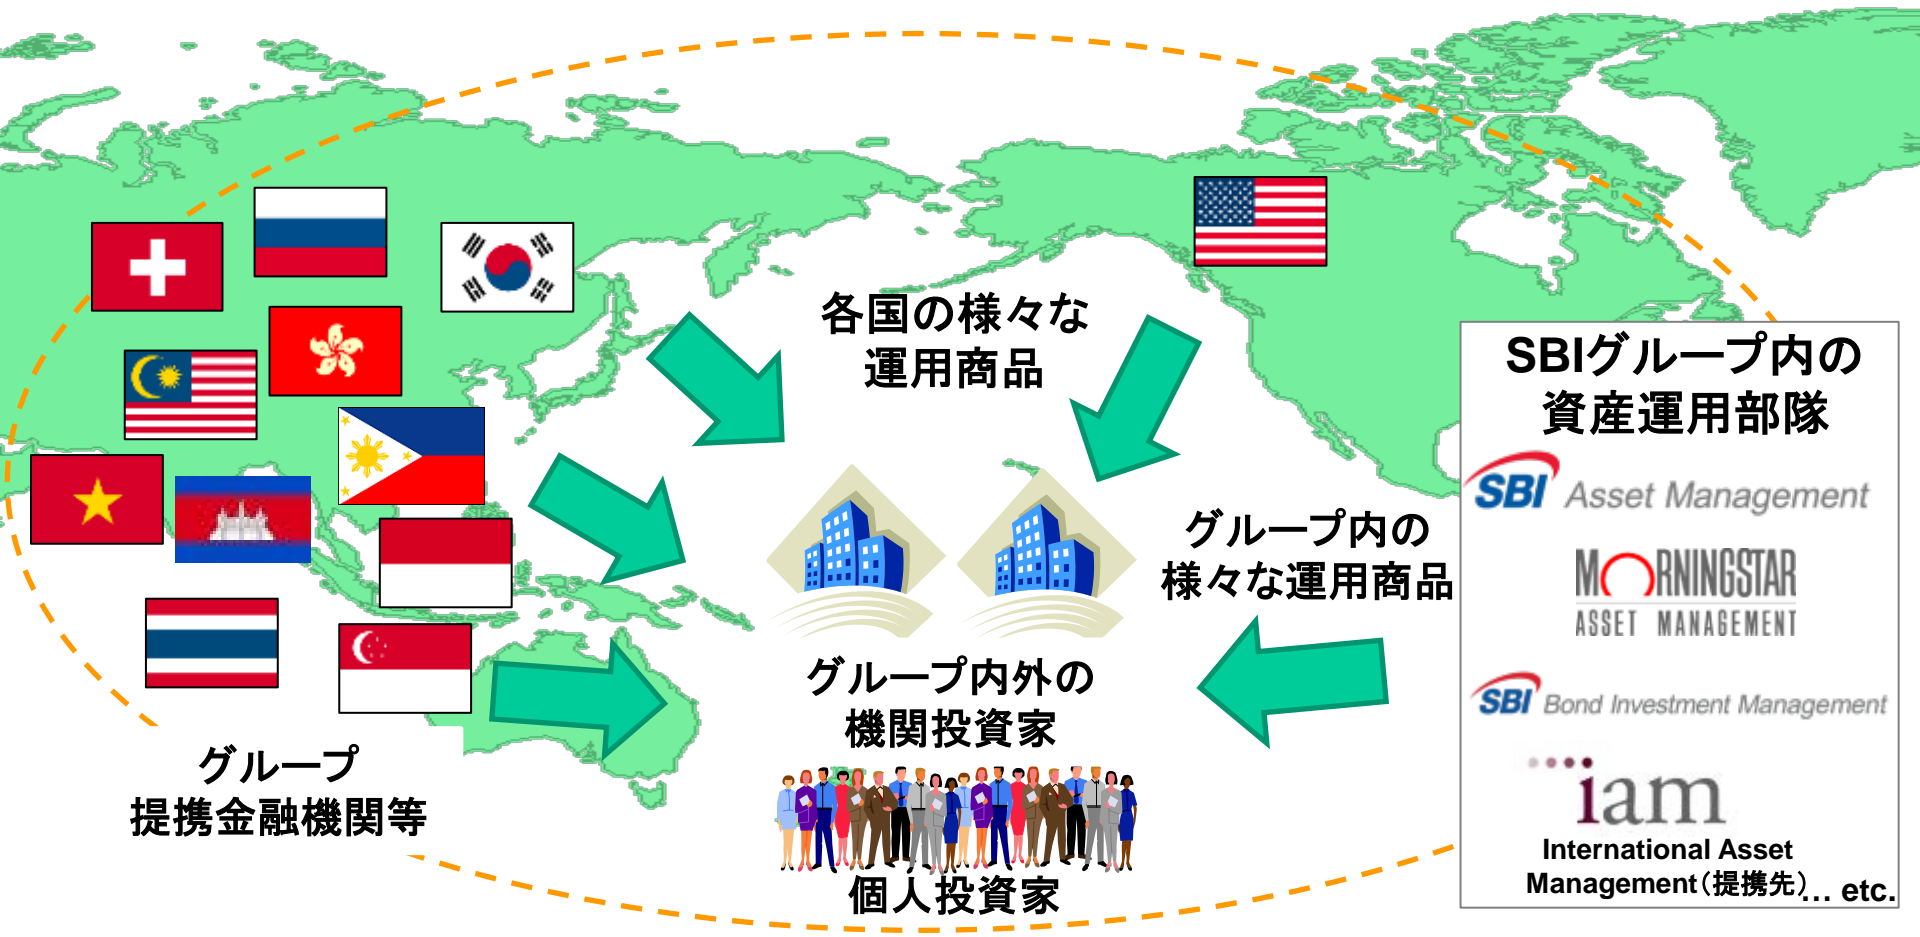 各国の様々な
運用商品
SBIグループ内の
資産運用部隊
SBI Asset Management
MORNINGSTAR
ASSET MANAGEMENT
SBI Bond Investment Management
iam
International Asset
Management(提携先)... etc.
グループ内の
様々な運用商品
グループ内外の
機関投資家
個人投資家
グループ
提携金融機関等